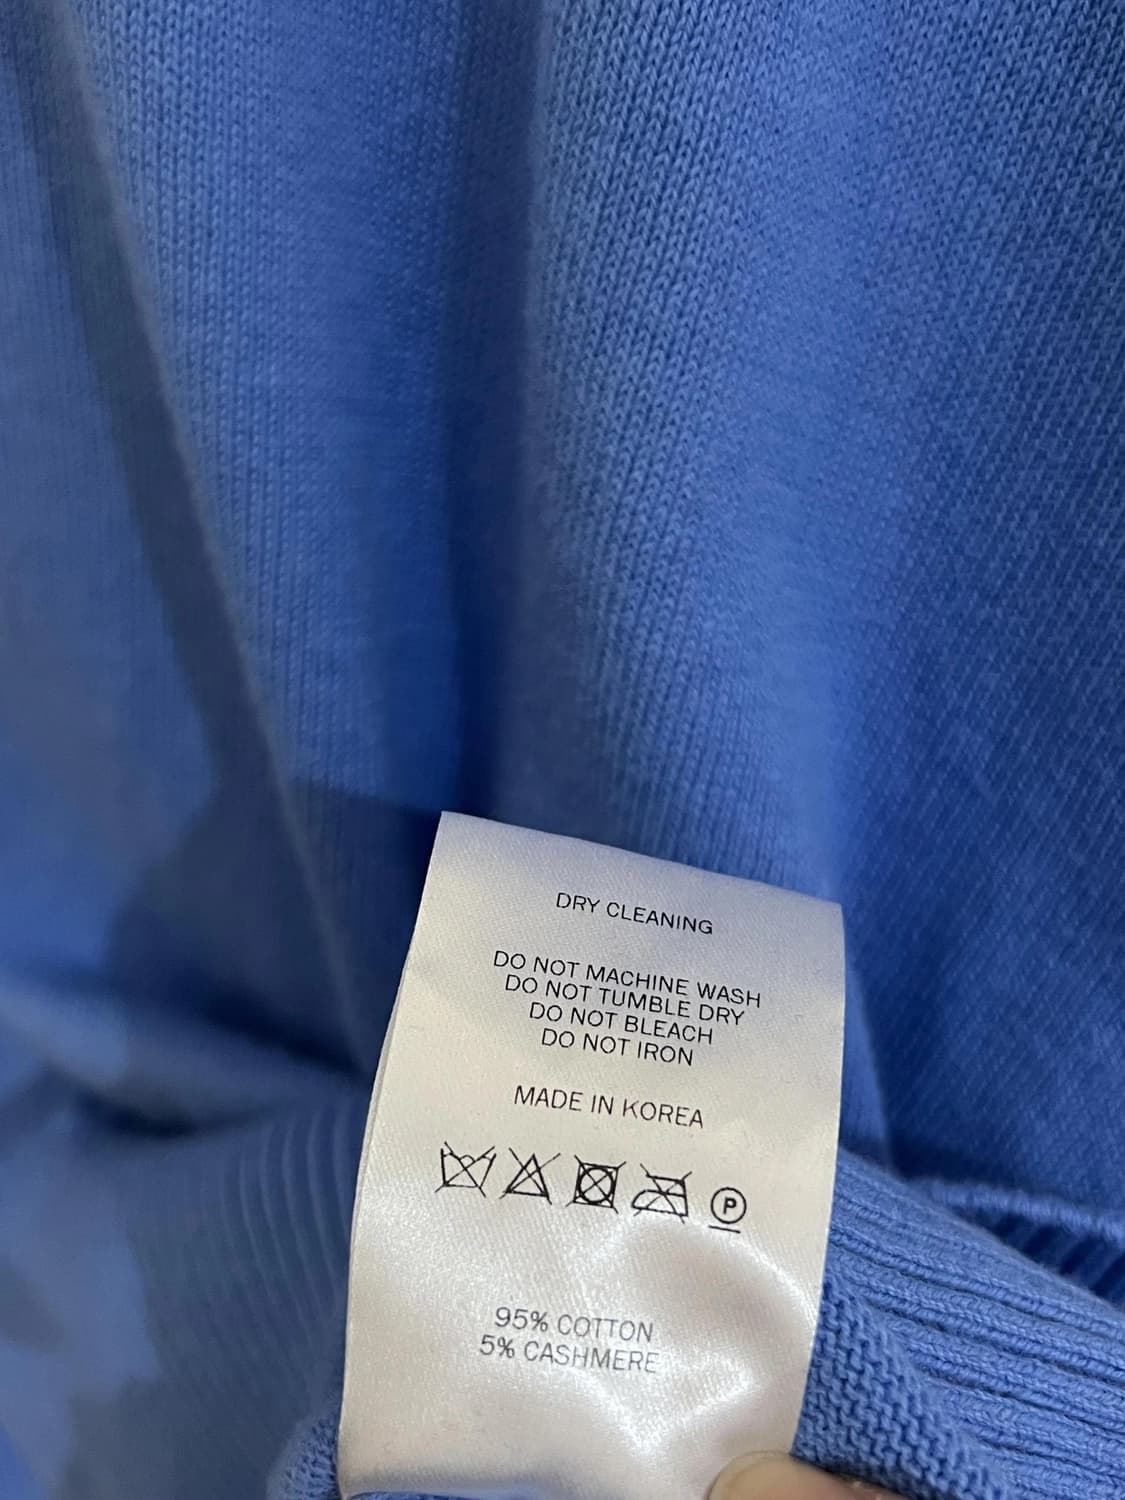 DRY CLEANING
DO NOT MACHINE WASH
DO NOT TUMBLE DRY
DO NOT BLEACH
DO NOT IRON
MADE IN KOREA
P
95% COTTON
5% CASHMERE